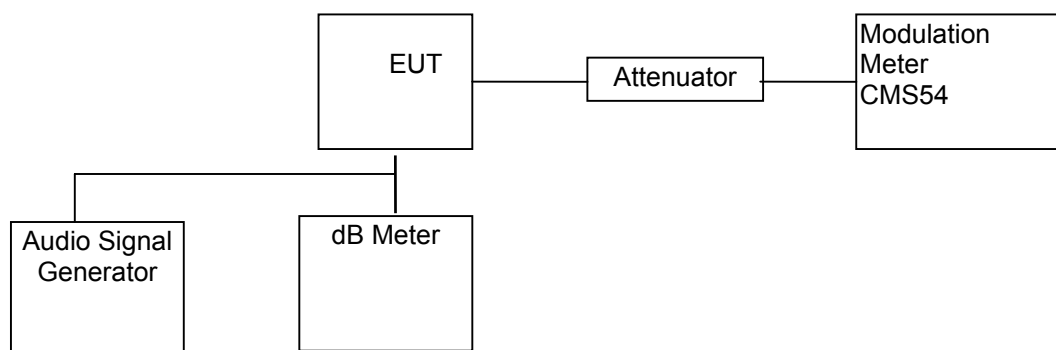 EUT
Attenuator
Modulation
Meter
CMS54
Audio Signal
Generator
dB Meter